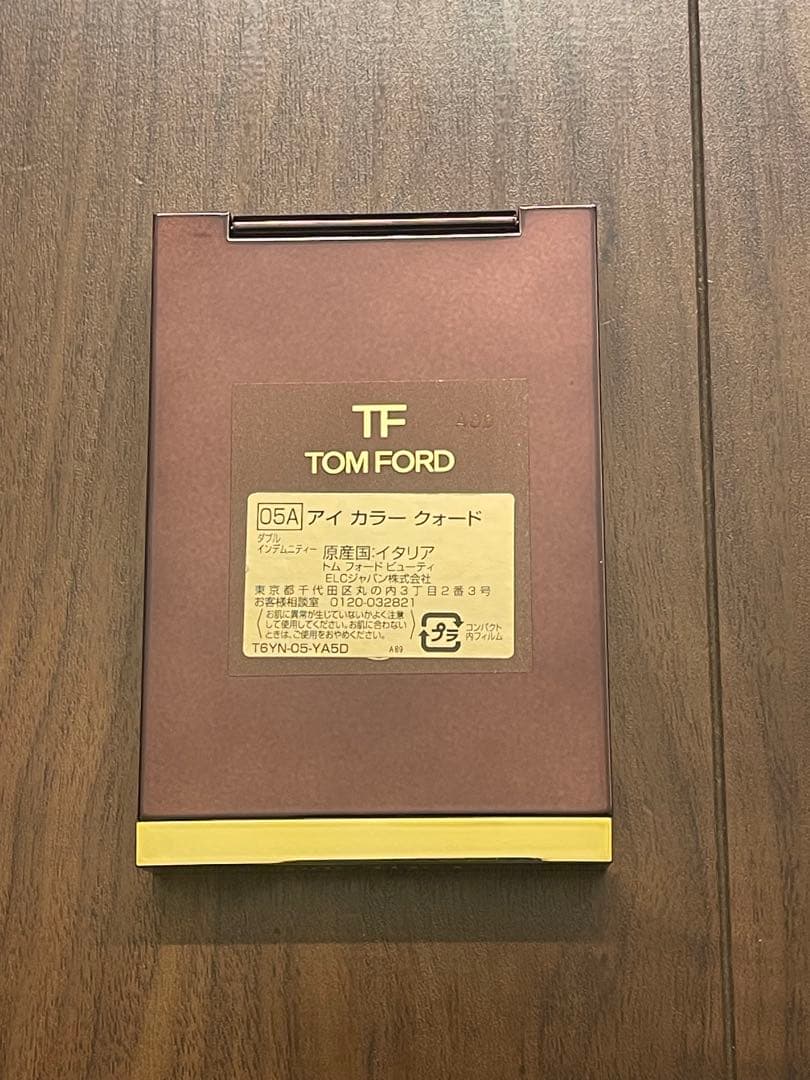 TF
A89
TOM FORD
05A アイ カラー クォード
ダブル
インデムニティー 原産国:イタリア
トム フォード ビューティ
ELCジャパン株式会社
東京都千代田区丸の内3丁目2番3号
お客様相談室 0120-032821
お肌に異常が生じていないかよく注意
して使用してください。お肌に合わない
ときは、ご使用をおやめください。
プラ コンパクト
内フィルム
T6YN-05-YA5D A89